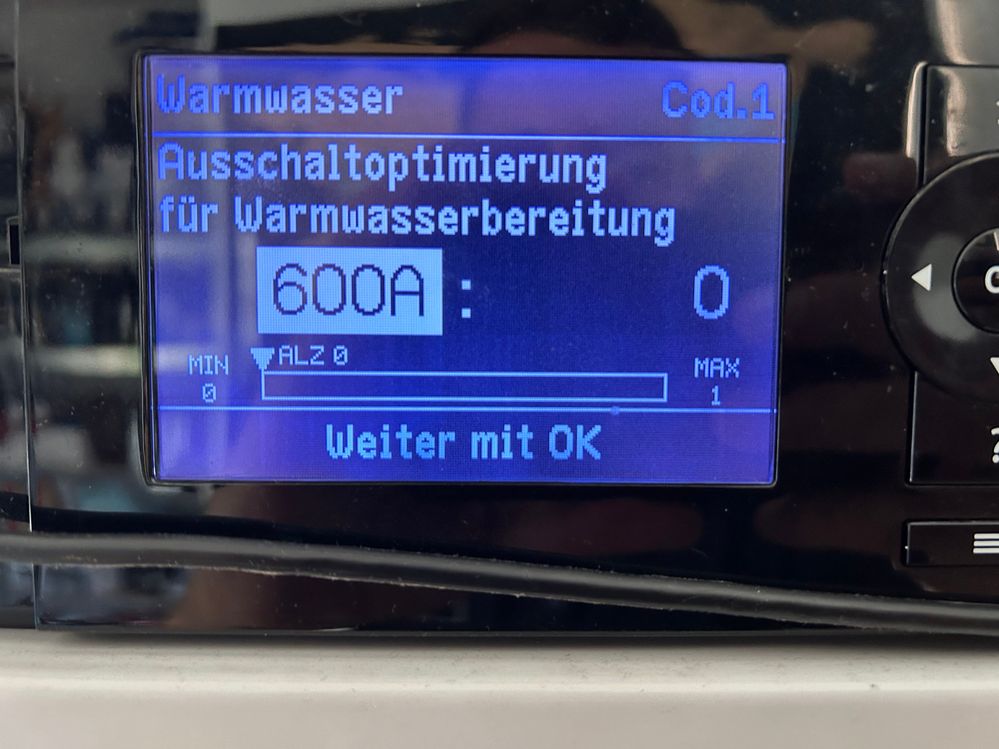 Warmwasser Cod.1
Ausschaltoptimierung
für Warmwasserbereitung
600A : 0
MIN ALZ 0 MAX
0 1
Weiter mit OK